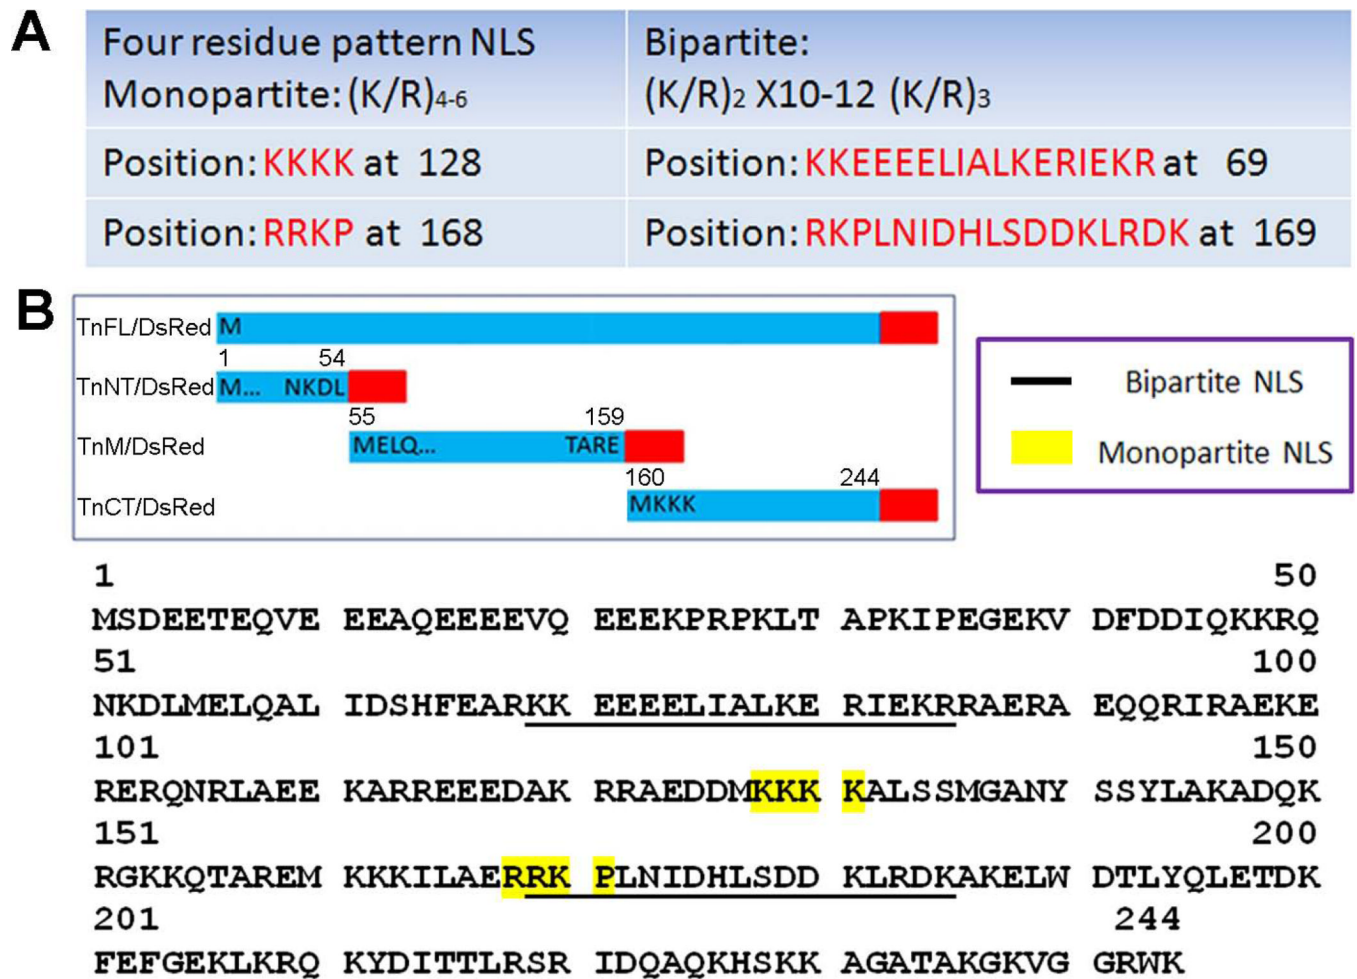 A
Four residue pattern NLS
Monopartite: (K/R)4-6
Bipartite:
(K/R)2 X10-12 (K/R)3
Position: KKKK at 128
Position: KKEEEELIALKERIEKR at 69
Position: RRKP at 168
Position: RKPLNIDHLSDDKLRDK at 169
B
TnFL/DsRed M
1 54
TnNT/DsRed M... NKDL
55 159
TnM/DsRed MELQ... TARE
160 244
TnCT/DsRed MKKK
Bipartite NLS
Monopartite NLS
1 50
MSDEETEQVE EEAQEEEEVQ EEEKPRPKLT APKIPEGEKV DFDDIQKKRQ
51 100
NKDLMELQAL IDSHFEARKK EEEELIALKE RIEKRRAERA EQQRIRAEKE
101 150
RERQNRLAEE KARREEEDAK RRAEDDMKKK KALSSMGANY SSYLAKADQK
151 200
RGKKQTAREM KKKILAERRK PLNIDHLSDD KLRDKAKELW DTLYQLETDK
201 244
FEFGEKLKRQ KYDITTLRSR IDQAQKHSKK AGATAKGKVG GRWK